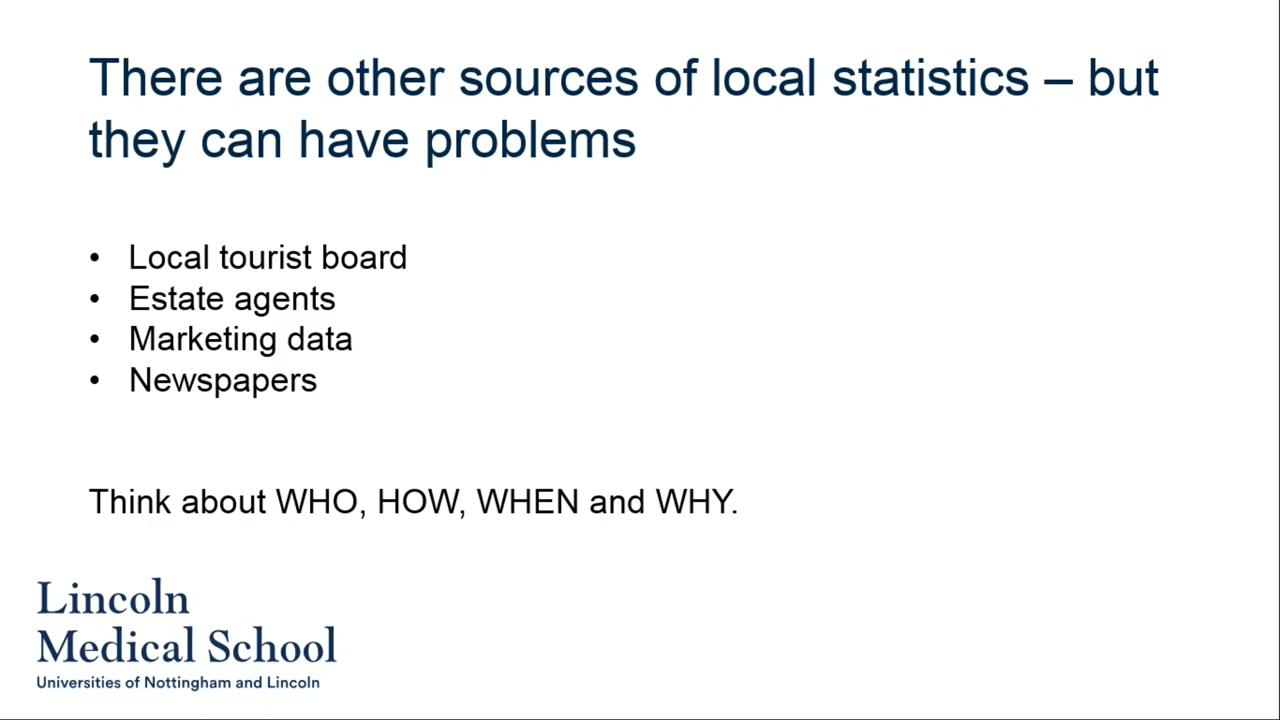 There are other sources of local statistics – but
they can have problems
• Local tourist board
• Estate agents
• Marketing data
• Newspapers
Think about WHO, HOW, WHEN and WHY.
Lincoln
Medical School
Universities of Nottingham and Lincoln